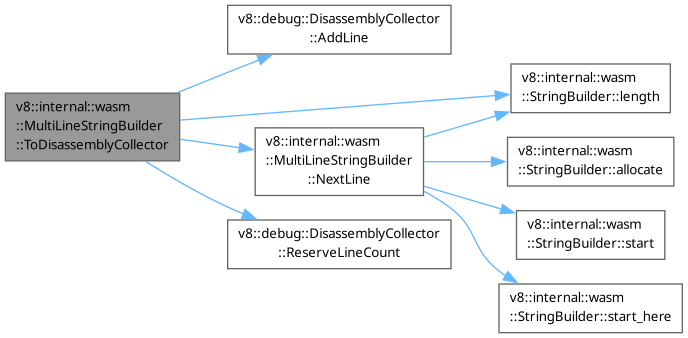 v8::internal::wasm
::MultiLineStringBuilder
::ToDisassemblyCollector
v8::debug::DisassemblyCollector
::AddLine
v8::internal::wasm
::MultiLineStringBuilder
::NextLine
v8::debug::DisassemblyCollector
::ReserveLineCount
v8::internal::wasm
::StringBuilder::length
v8::internal::wasm
::StringBuilder::allocate
v8::internal::wasm
::StringBuilder::start
v8::internal::wasm
::StringBuilder::start_here